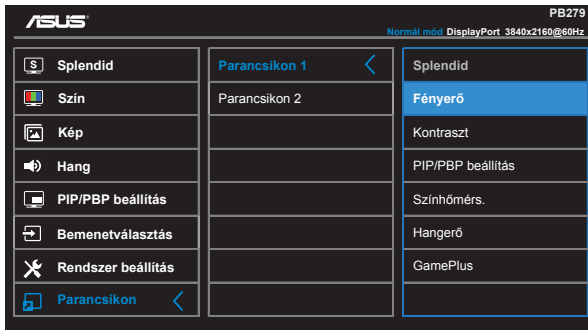 ASUS
PB279
Normál mód DisplayPort 3840x2160@60Hz
S Splendid
Szín
Kép
Hang
PIP/PBP beállítás
Bemenetválasztás
Rendszer beállítás
Parancsikon
Parancsikon 1
Parancsikon 2
Splendid
Fényerő
Kontraszt
PIP/PBP beállítás
Színhőmérs.
Hangerő
GamePlus